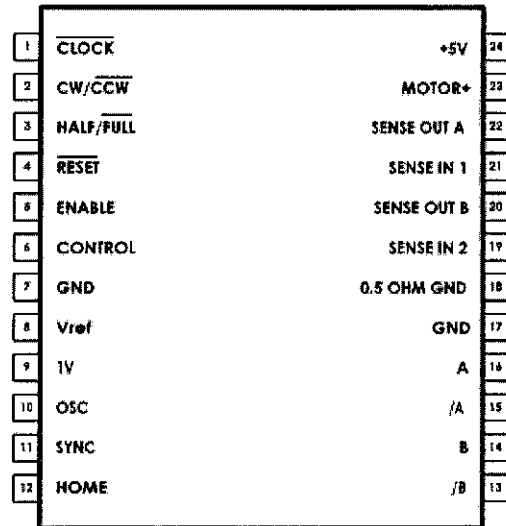 1 CLOCK +5V 24
2 CW/CCW MOTOR+ 23
3 HALF/FULL SENSE OUT A 22
4 RESET SENSE IN 1 21
5 ENABLE SENSE OUT B 20
6 CONTROL SENSE IN 2 19
7 GND 0.5 OHM GND 18
8 Vref GND 17
9 1V A 16
10 OSC /A 15
11 SYNC B 14
12 HOME /B 13